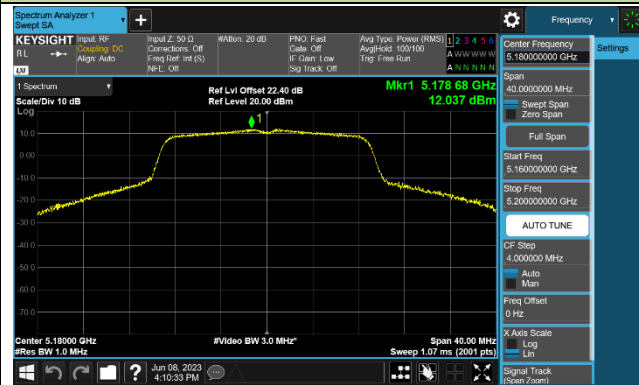 Spectrum Analyzer 1
Swept SA
Frequency
KEYSIGHT
RL
LXI
Input: RF
Coupling: DC
Align: Auto
Input Z: 50 Ω
Corrections: Off
Freq Ref: Int (S)
NFE: Off
#Atten: 20 dB
PNO: Fast
Gate: Off
IF Gain: Low
Sig Track: Off
Avg Type: Power (RMS)
Avg|Hold: 100/100
Trig: Free Run
1 2 3 4 5 6
A W W W W W
A N N N N N
1 Spectrum
Scale/Div 10 dB
Log
Ref Lvl Offset 22.40 dB
Ref Level 20.00 dBm
Mkr1 5.178 68 GHz
12.037 dBm
1
10.0
0.00
-10.0
-20.0
-30.0
-40.0
-50.0
-60.0
-70.0
Center 5.18000 GHz
#Res BW 1.0 MHz
#Video BW 3.0 MHz*
Span 40.00 MHz
Sweep 1.07 ms (2001 pts)
Jun 08, 2023
4:10:33 PM
Center Frequency
5.180000000 GHz
Settings
Span
40.0000000 MHz
Swept Span
Zero Span
Full Span
Start Freq
5.160000000 GHz
Stop Freq
5.200000000 GHz
AUTO TUNE
CF Step
4.000000 MHz
Auto
Man
Freq Offset
0 Hz
X Axis Scale
Log
Lin
Signal Track
(Span Zoom)